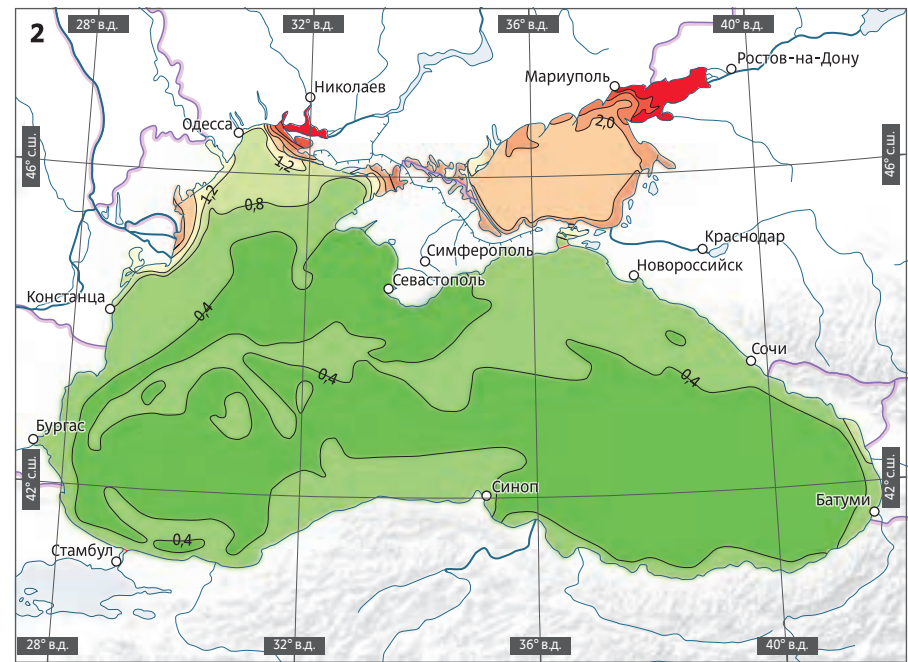 2
28° в.д.
32° в.д.
36° в.д.
40° в.д.
Ростов-на-Дону
Мариуполь
Николаев
Одесса
2,0
46° с.ш.
46° с.ш.
1,2
1,2
0,8
Краснодар
Симферополь
Новороссийск
Севастополь
Констанца
0,4
Сочи
0,4
0,4
Бургас
42° с.ш.
42° с.ш.
Синоп
Батуми
0,4
Стамбул
28° в.д.
32° в.д.
36° в.д.
40° в.д.